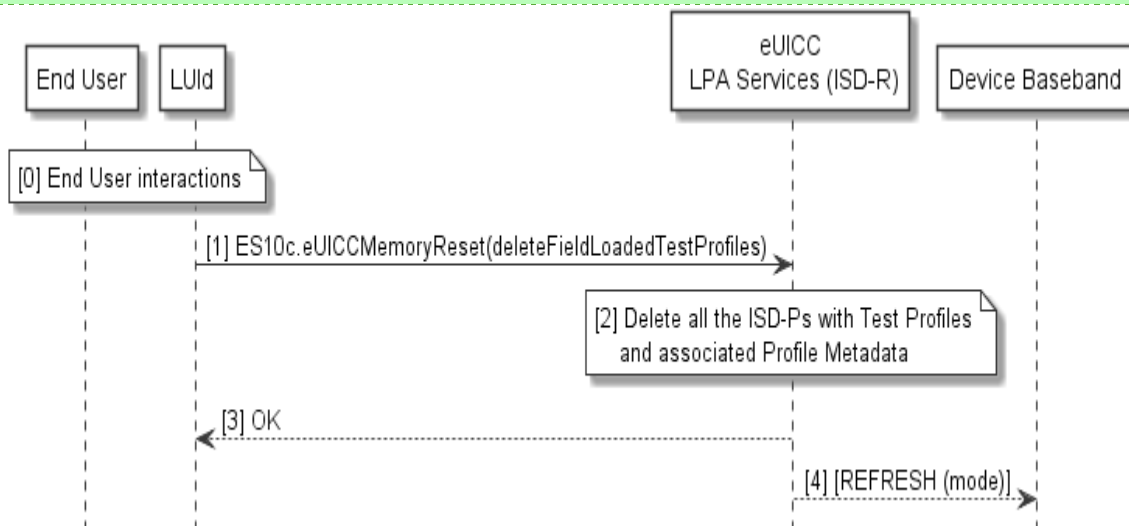 End User
LUId
eUICC
LPA Services (ISD-R)
Device Baseband
[0] End User interactions
[1] ES10c.eUICCMemoryReset(deleteFieldLoadedTestProfiles)
[2] Delete all the ISD-Ps with Test Profiles
and associated Profile Metadata
[3] OK
[4] [REFRESH (mode)]